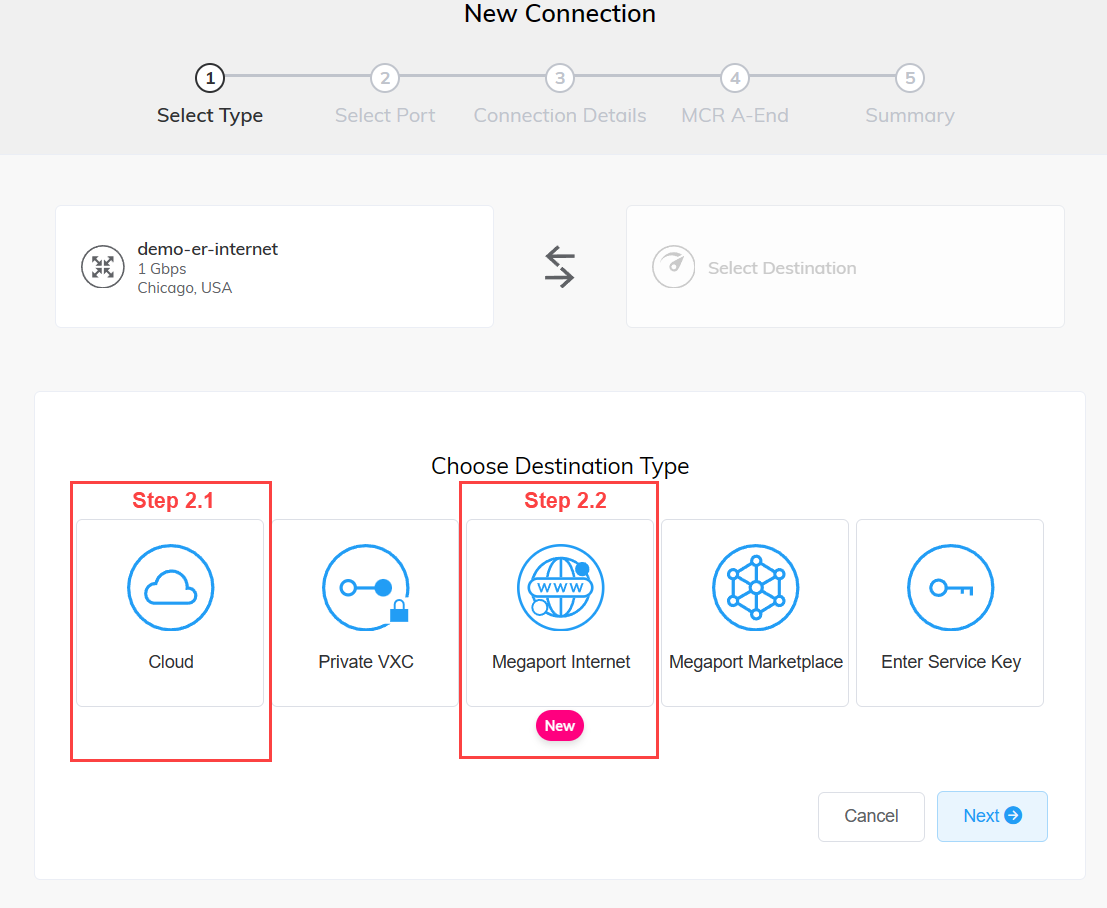 New Connection
1
2
3
4
5
Select Type
Select Port
Connection Details
MCR A-End
Summary
demo-er-internet
1 Gbps
Chicago, USA
Select Destination
Choose Destination Type
Step 2.1
Step 2.2
WWW
Cloud
Private VXC
Megaport Internet
Megaport Marketplace
Enter Service Key
New
Cancel
Next